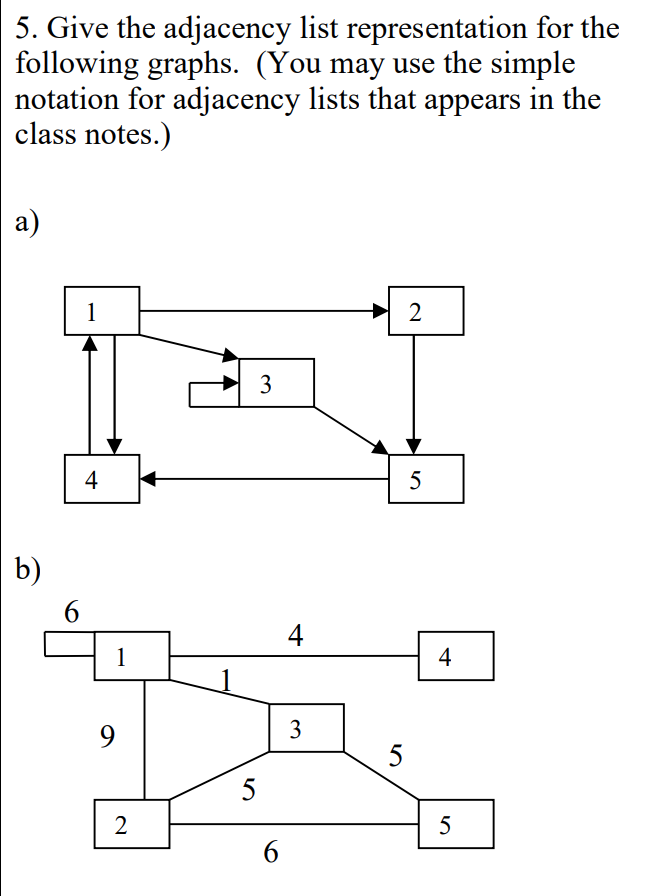 5. Give the adjacency list representation for the
following graphs. (You may use the simple
notation for adjacency lists that appears in the
class notes.)
a)
1
2
3
4
5
b)
6
4
1
4
1
3
9
5
5
2
5
6